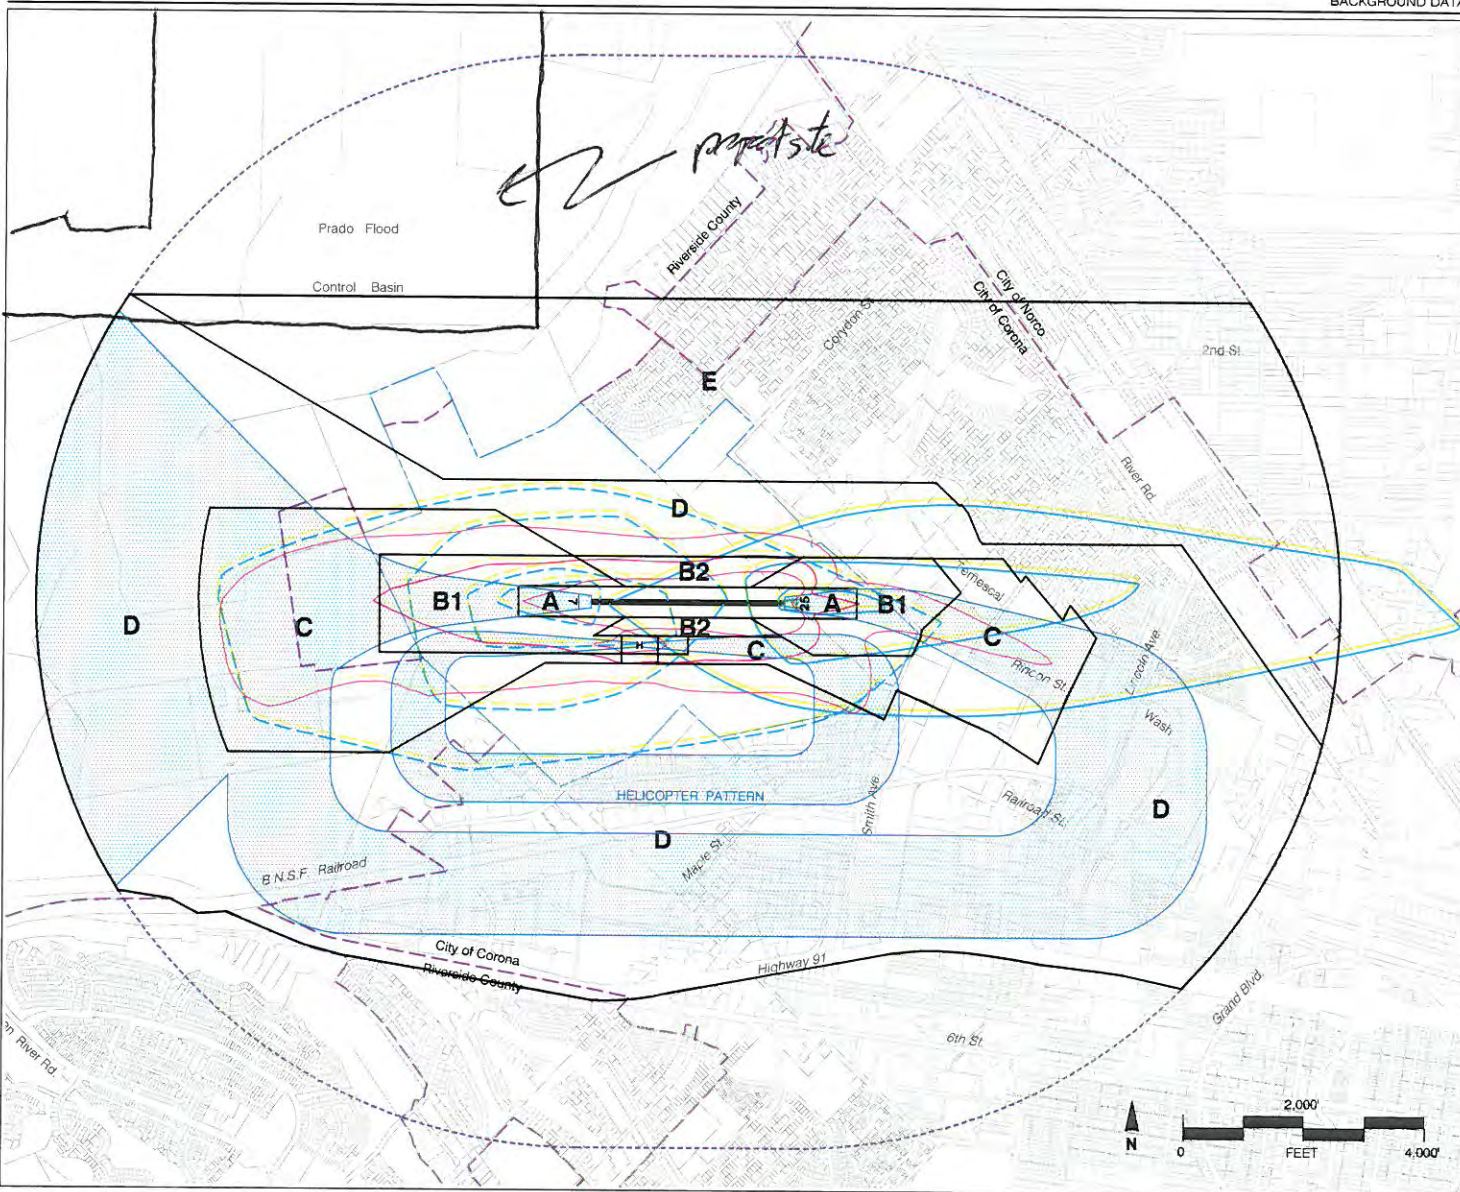 BACKGROUND DATA
project site
Prado Flood
Control Basin
Riverside County
City of Norco
City of Corona
Corydon St.
2nd St.
E
River Rd.
D
Temescal
B2
B1
A
7
25
A
B1
B2
D
C
H
C
C
Rincon St.
Lincoln Ave.
Wash
HELICOPTER PATTERN
Smith Ave.
Railroad St.
D
D
Maple St.
B.N.S.F. Railroad
City of Corona
Riverside County
Highway 91
Grand Blvd.
6th St.
River Rd.
2,000'
N
0
FEET
4,000'